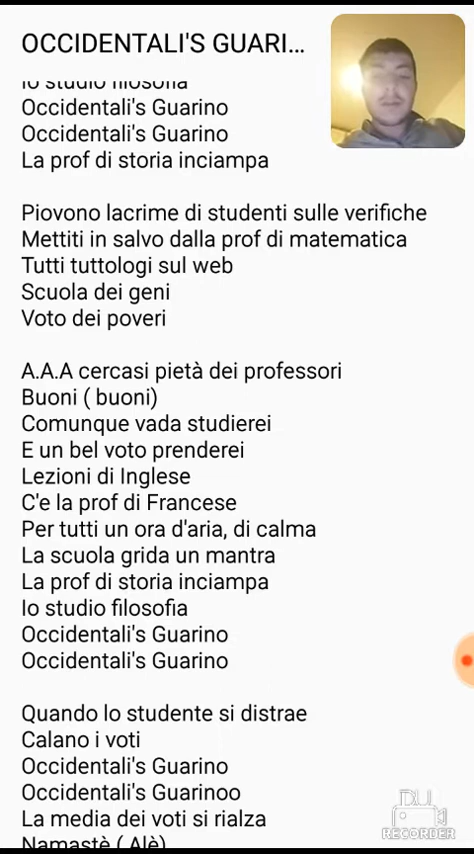 OCCIDENTALI'S GUARI...
Io studio filosofia
Occidentali's Guarino
Occidentali's Guarino
La prof di storia inciampa
Piovono lacrime di studenti sulle verifiche
Mettiti in salvo dalla prof di matematica
Tutti tuttologi sul web
Scuola dei geni
Voto dei poveri
A.A.A cercasi pietà dei professori
Buoni ( buoni)
Comunque vada studierei
E un bel voto prenderei
Lezioni di Inglese
C'e la prof di Francese
Per tutti un ora d'aria, di calma
La scuola grida un mantra
La prof di storia inciampa
Io studio filosofia
Occidentali's Guarino
Occidentali's Guarino
Quando lo studente si distrae
Calano i voti
Occidentali's Guarino
Occidentali's Guarinoo
La media dei voti si rialza
Namastè ( Alè)
DU
RECORDER